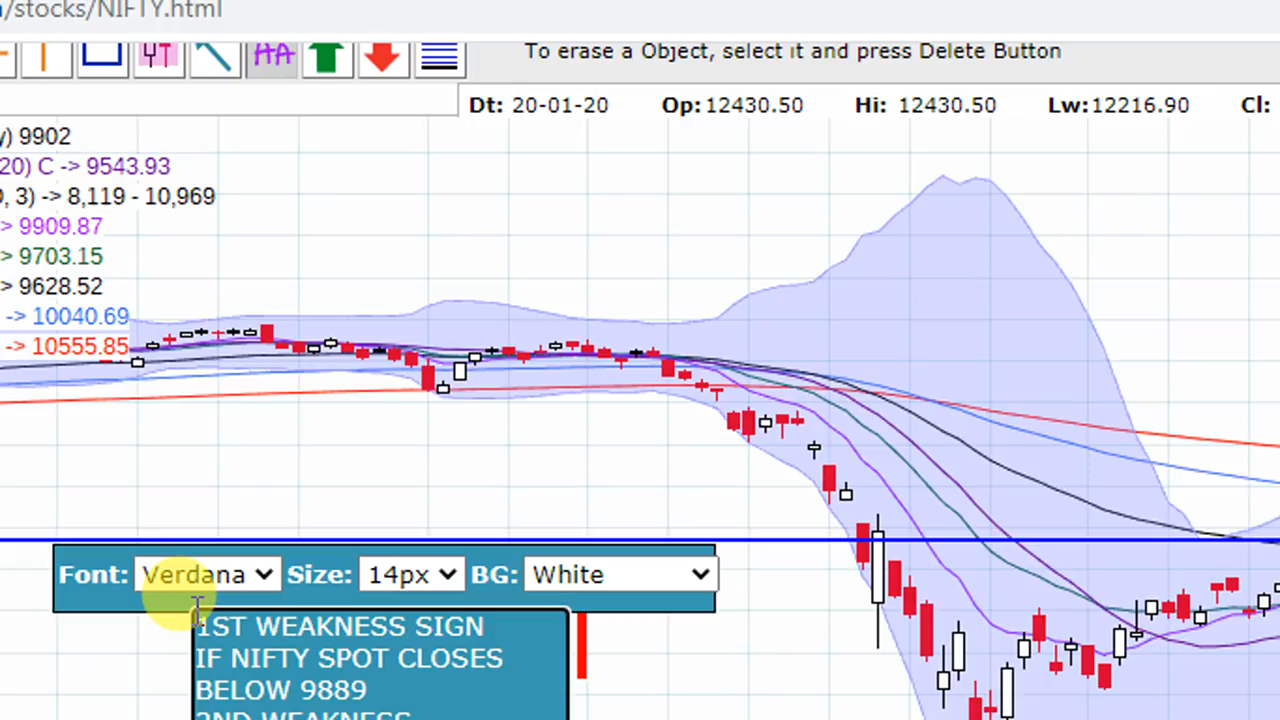 /stocks/NIFTY.html
To erase a Object, select it and press Delete Button
Dt: 20-01-20 Op:12430.50 Hi: 12430.50 Lw:12216.90 Cl:
y) 9902
20) C -> 9543.93
, 3) -> 8,119 - 10,969
> 9909.87
> 9703.15
> 9628.52
-> 10040.69
-> 10555.85
Font: Verdana Size: 14px BG: White
1ST WEAKNESS SIGN
IF NIFTY SPOT CLOSES
BELOW 9889
2ND WEAKNESS